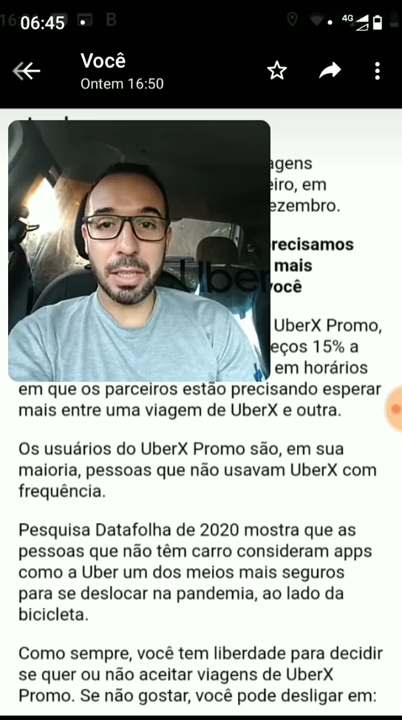 06:45
4G
Você
Ontem 16:50
agens
eiro, em
ezembro.
recisamos
mais
você
Uber
UberX Promo,
eços 15% a
em horários
em que os parceiros estão precisando esperar
mais entre uma viagem de UberX e outra.
Os usuários do UberX Promo são, em sua
maioria, pessoas que não usavam UberX com
frequência.
Pesquisa Datafolha de 2020 mostra que as
pessoas que não têm carro consideram apps
como a Uber um dos meios mais seguros
para se deslocar na pandemia, ao lado da
bicicleta.
Como sempre, você tem liberdade para decidir
se quer ou não aceitar viagens de UberX
Promo. Se não gostar, você pode desligar em: